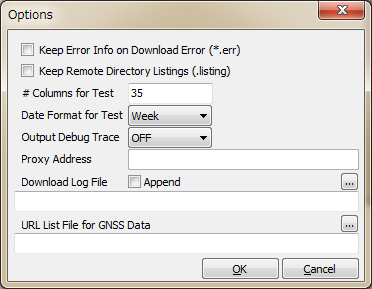 Options
Keep Error Info on Download Error (*.err)
Keep Remote Directory Listings (.listing)
# Columns for Test 35
Date Format for Test Week
Output Debug Trace OFF
Proxy Address
Download Log File Append ...
URL List File for GNSS Data ...
OK Cancel